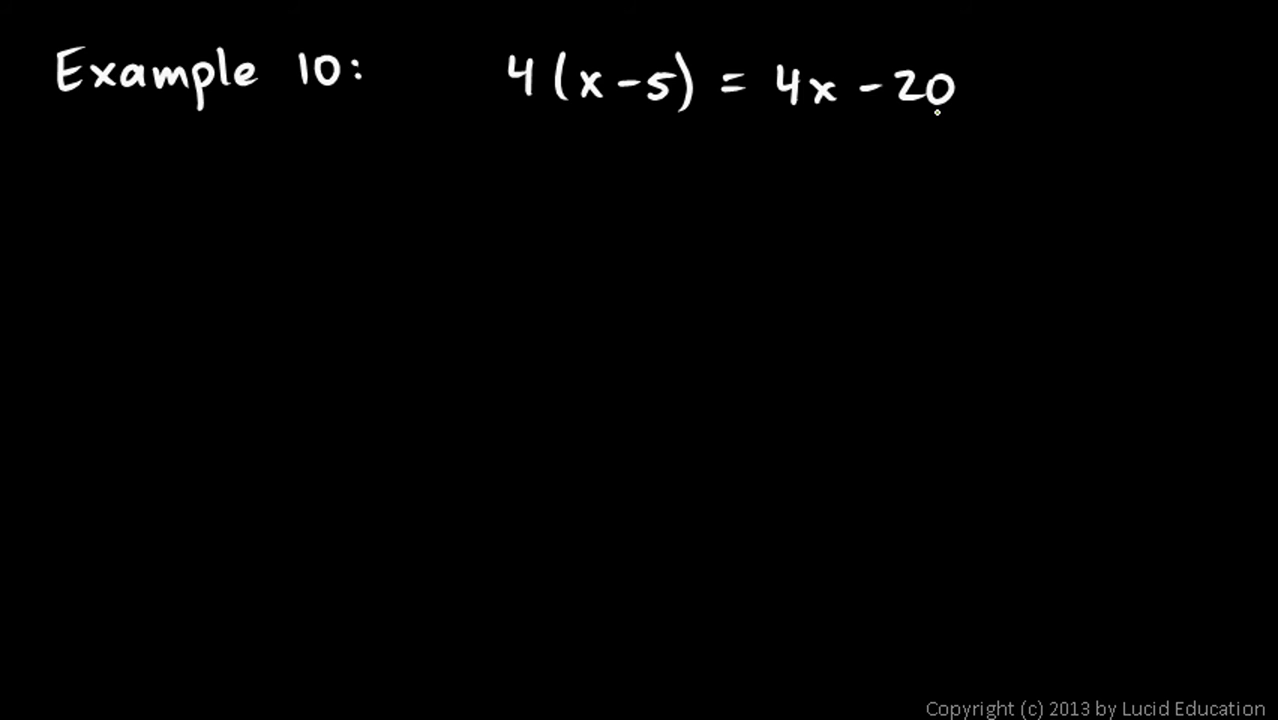 Example 10: 4(x-5) = 4x - 20
Copyright (c) 2013 by Lucid Education